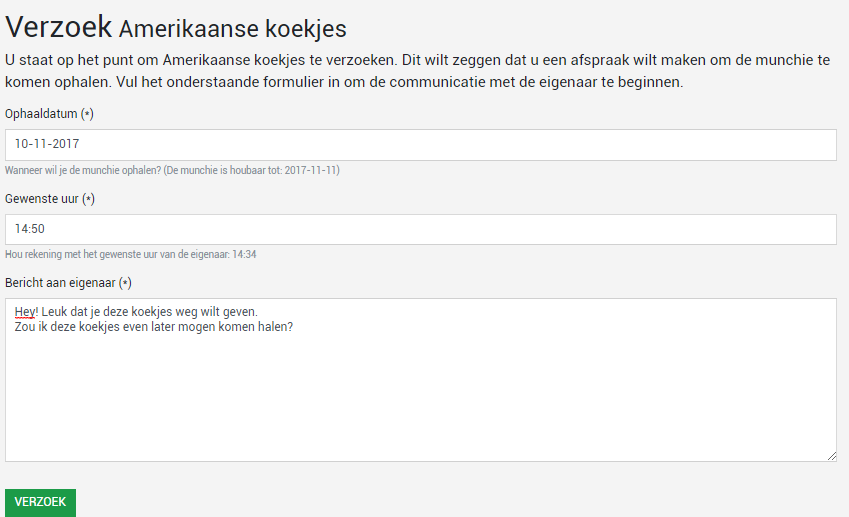 Verzoek Amerikaanse koekjes
U staat op het punt om Amerikaanse koekjes te verzoeken. Dit wilt zeggen dat u een afspraak wilt maken om de munchie te
komen ophalen. Vul het onderstaande formulier in om de communicatie met de eigenaar te beginnen.
Ophaaldatum (*)
10-11-2017
Wanneer wil je de munchie ophalen? (De munchie is houbaar tot: 2017-11-11)
Gewenste uur (*)
14:50
Hou rekening met het gewenste uur van de eigenaar: 14:34
Bericht aan eigenaar (*)
Hey! Leuk dat je deze koekjes weg wilt geven.
Zou ik deze koekjes even later mogen komen halen?
VERZOEK